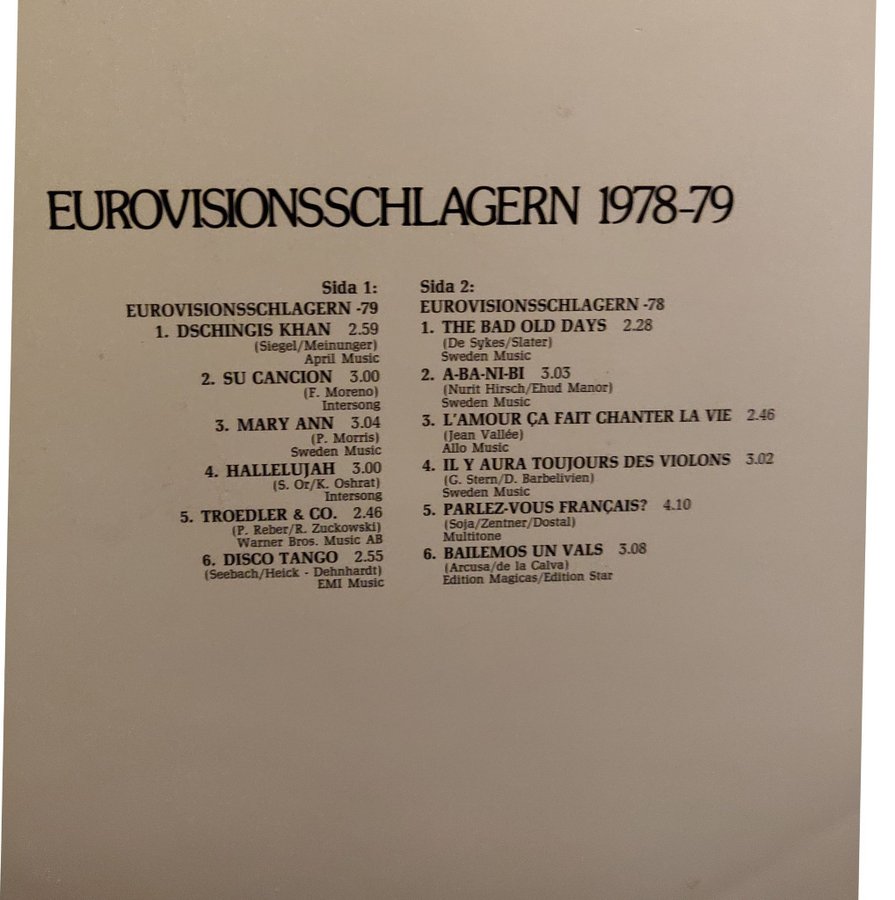 EUROVISIONSSCHLAGERN 1978-79
Sida 1:
EUROVISIONSSCHLAGERN -79
1. DSCHINGIS KHAN 2.59
(Siegel/Meinunger)
April Music
2. SU CANCION 3.00
(F. Moreno)
Intersong
3. MARY ANN 3.04
(P. Morris)
Sweden Music
4. HALLELUJAH 3.00
(S. Or/K. Oshrat)
Intersong
5. TROEDLER & CO. 2.46
(P. Reber/R. Zuckowski)
Warner Bros. Music AB
6. DISCO TANGO 2.55
(Seebach/Heick - Dehnhardt)
EMI Music
Sida 2:
EUROVISIONSSCHLAGERN -78
1. THE BAD OLD DAYS 2.28
(De Sykes/Slater)
Sweden Music
2. A-BA-NI-BI 3.03
(Nurit Hirsch/Ehud Manor)
Sweden Music
3. L'AMOUR ÇA FAIT CHANTER LA VIE 2.46
(Jean Vallée)
Allo Music
4. IL Y AURA TOUJOURS DES VIOLONS 3.02
(G. Stern/D. Barbelivien)
Sweden Music
5. PARLEZ-VOUS FRANÇAIS? 4.10
(Soja/Zentner/Dostal)
Multitone
6. BAILEMOS UN VALS 3.08
(Arcusa/de la Calva)
Edition Magicas/Edition Star